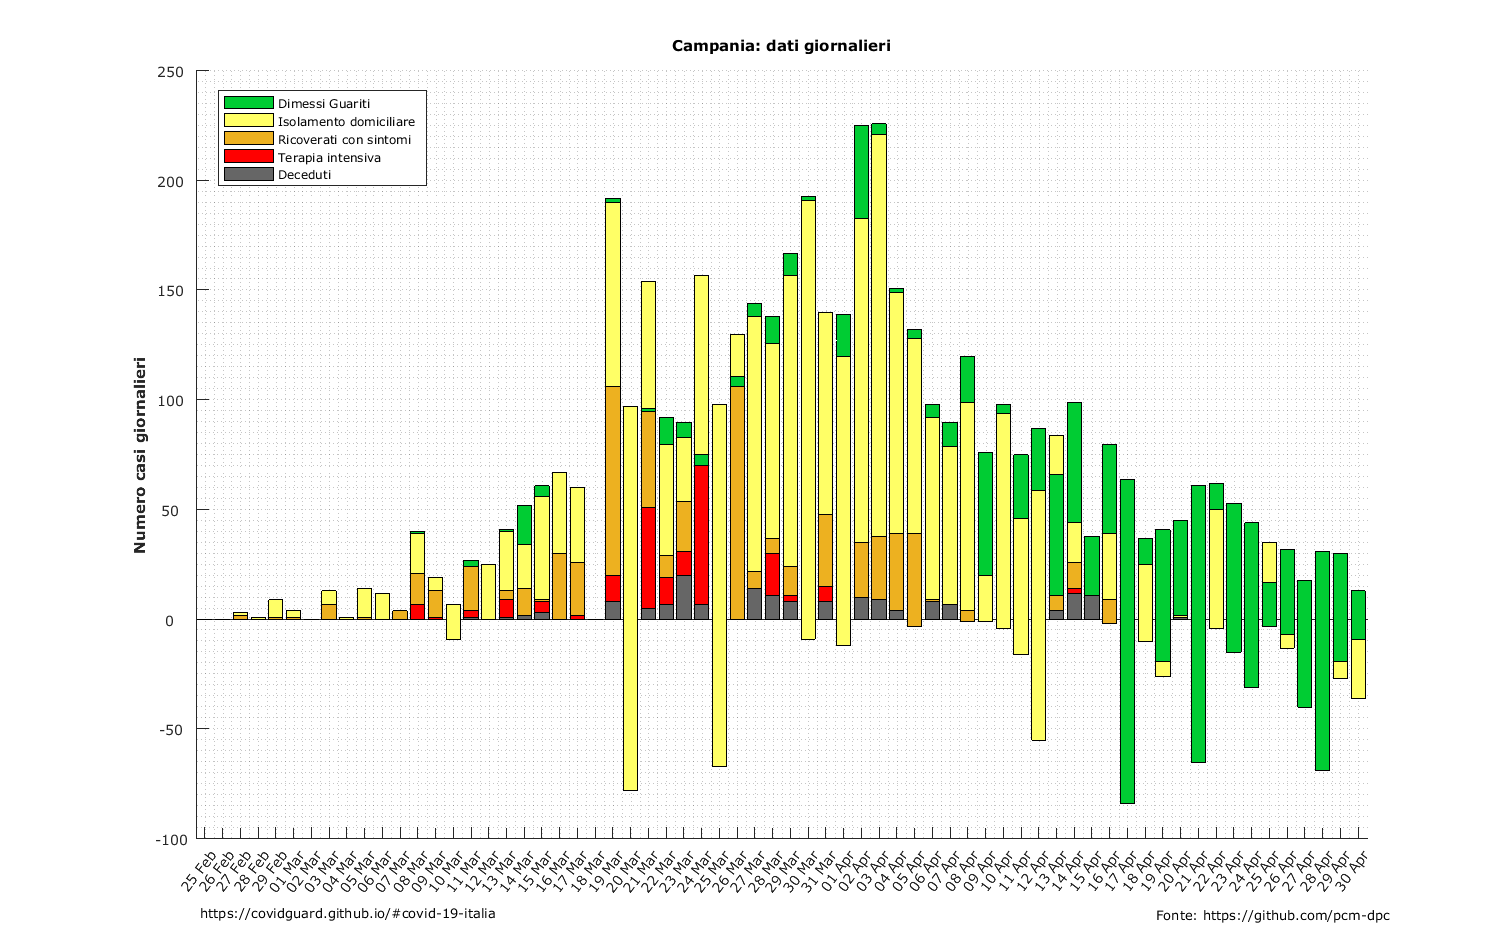 Campania: dati giornalieri
250
200
150
100
50
0
-50
-100
Numero casi giornalieri
Dimessi Guariti
Isolamento domiciliare
Ricoverati con sintomi
Terapia intensiva
Deceduti
25 Feb
26 Feb
27 Feb
28 Feb
29 Feb
01 Mar
02 Mar
03 Mar
04 Mar
05 Mar
06 Mar
07 Mar
08 Mar
09 Mar
10 Mar
11 Mar
12 Mar
13 Mar
14 Mar
15 Mar
16 Mar
17 Mar
18 Mar
19 Mar
20 Mar
21 Mar
22 Mar
23 Mar
24 Mar
25 Mar
26 Mar
27 Mar
28 Mar
29 Mar
30 Mar
31 Mar
01 Apr
02 Apr
03 Apr
04 Apr
05 Apr
06 Apr
07 Apr
08 Apr
09 Apr
10 Apr
11 Apr
12 Apr
13 Apr
14 Apr
15 Apr
16 Apr
17 Apr
18 Apr
19 Apr
20 Apr
21 Apr
22 Apr
23 Apr
24 Apr
25 Apr
26 Apr
27 Apr
28 Apr
29 Apr
30 Apr
https://covidguard.github.io/#covid-19-italia
Fonte: https://github.com/pcm-dpc